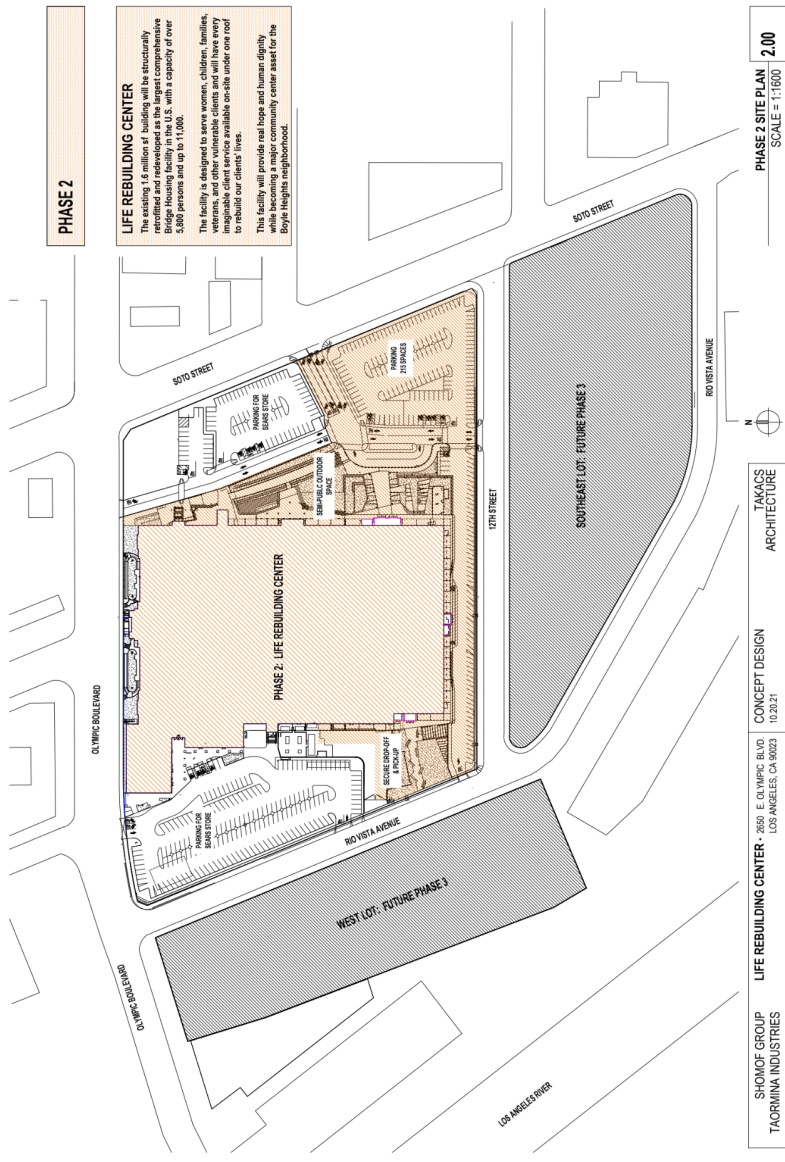 PHASE 2
LIFE REBUILDING CENTER
The existing 1.6 million sf building will be structurally
retrofitted and redeveloped as the largest comprehensive
Bridge Housing facility in the U.S. with a capacity of over
5,800 persons and up to 11,000.
The facility is designed to serve women, children, families,
veterans, and other vulnerable clients and will have every
imaginable client service available on-site under one roof
to rebuild our clients' lives.
This facility will provide real hope and human dignity
while becoming a major community center asset for the
Boyle Heights neighborhood.
OLYMPIC BOULEVARD
OLYMPIC BOULEVARD
SOTO STREET
SOTO STREET
PARKING FOR
SEARS STORE
PARKING FOR
SEARS STORE
SEMI-PUBLIC OUTDOOR
SPACE
PARKING
215 SPACES
PHASE 2: LIFE REBUILDING CENTER
SECURE DROP-OFF
& PICK-UP
RIO VISTA AVENUE
12TH STREET
WEST LOT: FUTURE PHASE 3
SOUTHEAST LOT: FUTURE PHASE 3
RIO VISTA AVENUE
LOS ANGELES RIVER
N
SHOMOF GROUP
TAORMINA INDUSTRIES
LIFE REBUILDING CENTER · 2650 E. OLYMPIC BLVD.
LOS ANGELES, CA 90023
CONCEPT DESIGN
10.20.21
TAKACS
ARCHITECTURE
PHASE 2 SITE PLAN
SCALE = 1:1600
2.00